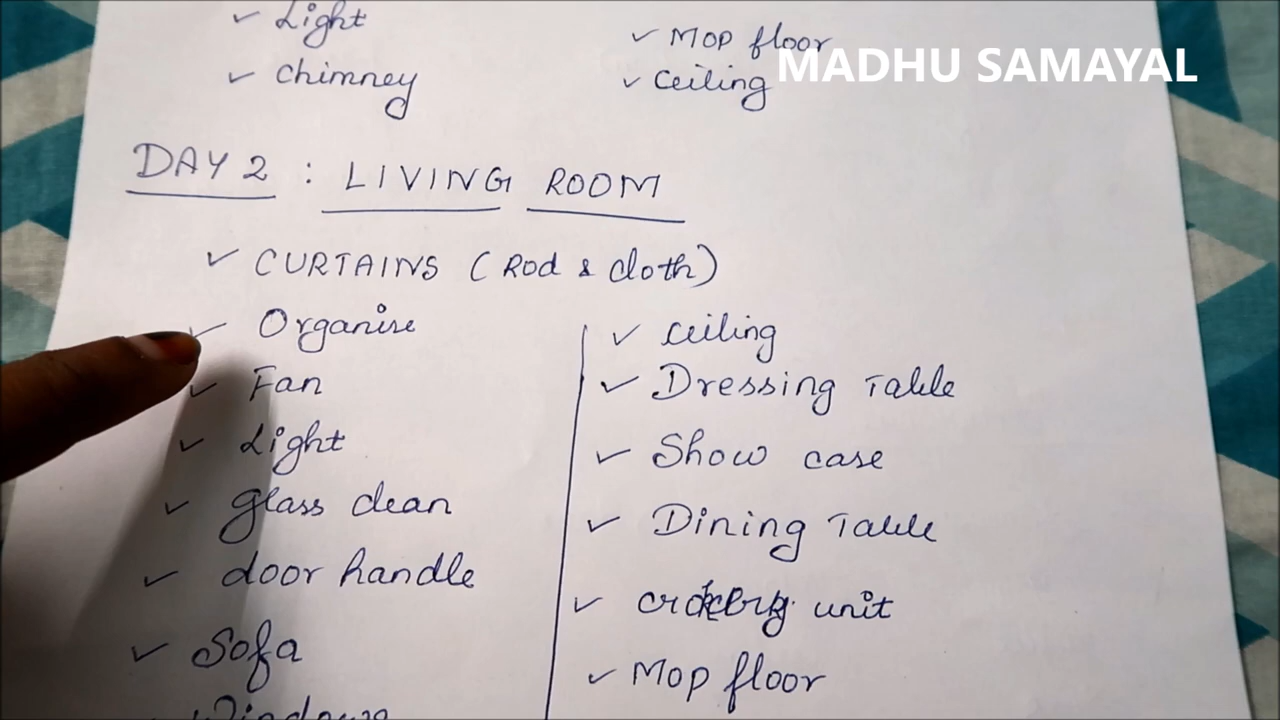 Light
Mop floor
MADHU SAMAYAL
Chimney
Ceiling
DAY 2 : LIVING ROOM
CURTAINS (Rod & cloth)
Organise
Fan
Light
glass clean
door handle
Sofa
Windows
Ceiling
Dressing Table
Show case
Dining Table
unit
Mop floor